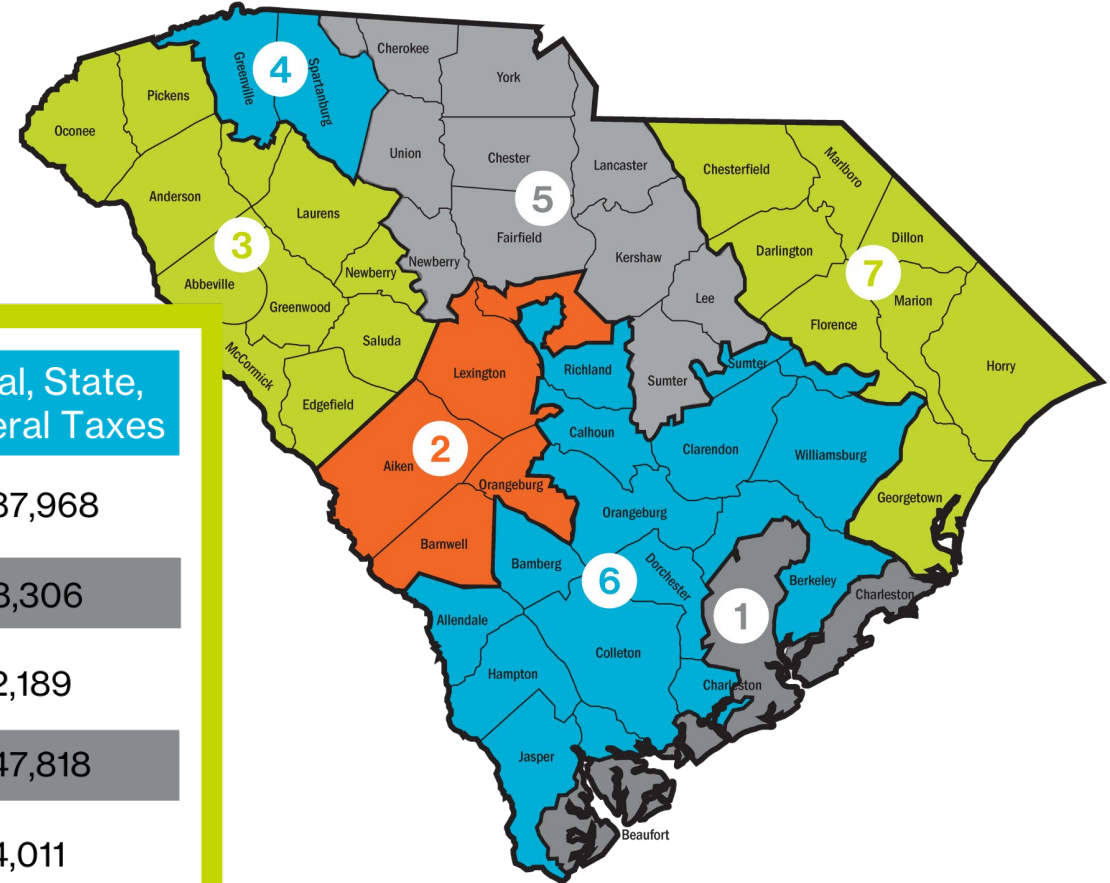 Cherokee
York
Greenville
4
Spartanburg
Pickens
Oconee
Union
Chester
Lancaster
Chesterfield
Marlboro
Anderson
Laurens
5
Fairfield
Dillon
3
Newberry
Newberry
Kershaw
Darlington
7
Abbeville
Greenwood
Lee
Marion
Florence
Saluda
McCormick
Lexington
Richland
Sumter
Sumter
Horry
Edgefield
al, State,
eral Taxes
Calhoun
2
Aiken
Clarendon
Williamsburg
Orangeburg
Georgetown
37,968
Orangeburg
Barnwell
Bamberg
6
Dorchester
Berkeley
Charleston
3,306
Allendale
1
Colleton
Hampton
Charleston
2,189
Jasper
47,818
Beaufort
4,011